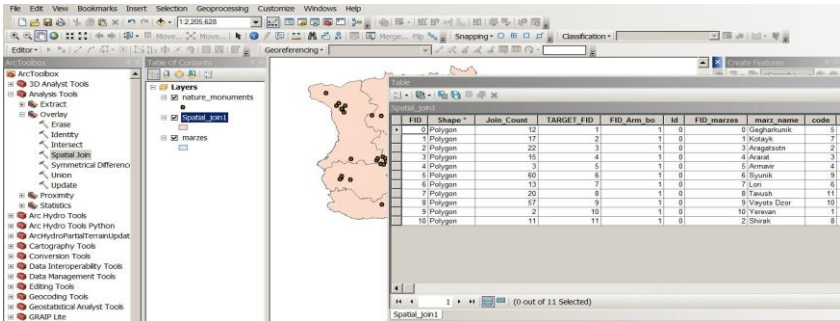 File Edit View Bookmarks Insert Selection Geoprocessing Customize Windows Help
1:2,205,628
Move... Move... Merge... Snapping Classification
Editor Georeferencing Create Features
ArcToolbox
ArcToolbox
3D Analyst Tools
Analysis Tools
Extract
Overlay
Erase
Identity
Intersect
Spatial Join
Symmetrical Differenc
Union
Update
Proximity
Statistics
Arc Hydro Tools
Arc Hydro Tools Python
ArcHydroPartialTerrainUpdat
Cartography Tools
Conversion Tools
Data Interoperability Tools
Data Management Tools
Editing Tools
Geocoding Tools
Geostatistical Analyst Tools
GRAIP Lite
Table Of Contents
Layers
nature_monuments
Spatial_join1
marzes
Table
Spatial_join1
FID Shape * Join_Count TARGET_FID FID_Arm_bo Id FID_marzes marz_name code
0 Polygon 12 1 1 0 0 Gegharkunik 5
1 Polygon 17 2 1 0 1 Kotayk 7
2 Polygon 22 3 1 0 3 Aragatsotn 2
3 Polygon 15 4 1 0 4 Ararat 3
4 Polygon 3 5 1 0 5 Armavir 4
5 Polygon 60 6 1 0 6 Syunik 9
6 Polygon 13 7 1 0 7 Lori 6
7 Polygon 20 8 1 0 8 Tavush 11
8 Polygon 57 9 1 0 9 Vayots Dzor 10
9 Polygon 2 10 1 0 10 Yerevan 1
10 Polygon 11 11 1 0 2 Shirak 8
1 (0 out of 11 Selected)
Spatial_join1